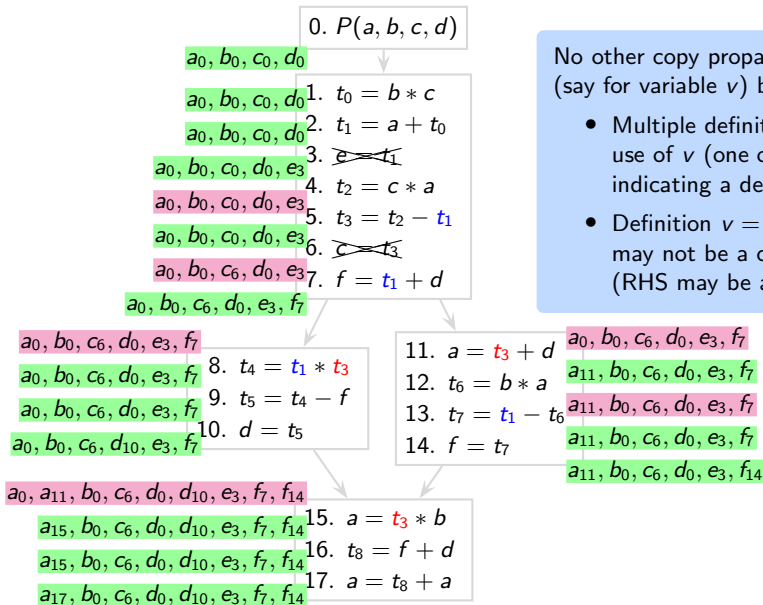 0. P(a, b, c, d)
a₀, b₀, c₀, d₀
a₀, b₀, c₀, d₀
1. t₀ = b ∗ c
a₀, b₀, c₀, d₀
2. t₁ = a + t₀
a₀, b₀, c₀, d₀, e₃
3. e = t₁
a₀, b₀, c₀, d₀, e₃
4. t₂ = c ∗ a
a₀, b₀, c₀, d₀, e₃
5. t₃ = t₂ − t₁
a₀, b₀, c₆, d₀, e₃
6. c = t₃
a₀, b₀, c₆, d₀, e₃, f₇
7. f = t₁ + d
No other copy propa
(say for variable v) b
• Multiple definit
use of v (one c
indicating a de
• Definition v =
may not be a c
(RHS may be a
a₀, b₀, c₆, d₀, e₃, f₇
a₀, b₀, c₆, d₀, e₃, f₇
8. t₄ = t₁ ∗ t₃
a₀, b₀, c₆, d₀, e₃, f₇
9. t₅ = t₄ − f
a₀, b₀, c₆, d₁₀, e₃, f₇
10. d = t₅
a₀, b₀, c₆, d₀, e₃, f₇
11. a = t₃ + d
a₁₁, b₀, c₆, d₀, e₃, f₇
12. t₆ = b ∗ a
a₁₁, b₀, c₆, d₀, e₃, f₇
13. t₇ = t₁ − t₆
a₁₁, b₀, c₆, d₀, e₃, f₇
14. f = t₇
a₁₁, b₀, c₆, d₀, e₃, f₁₄
a₀, a₁₁, b₀, c₆, d₀, d₁₀, e₃, f₇, f₁₄
15. a = t₃ ∗ b
a₁₅, b₀, c₆, d₀, d₁₀, e₃, f₇, f₁₄
16. t₈ = f + d
a₁₅, b₀, c₆, d₀, d₁₀, e₃, f₇, f₁₄
17. a = t₈ + a
a₁₇, b₀, c₆, d₀, d₁₀, e₃, f₇, f₁₄